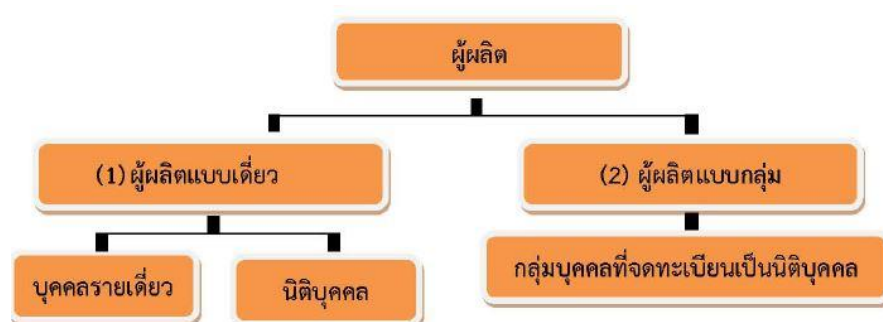 ผู้ผลิต
(1) ผู้ผลิตแบบเดี่ยว
(2) ผู้ผลิตแบบกลุ่ม
บุคคลรายเดี่ยว
นิติบุคคล
กลุ่มบุคคลที่จดทะเบียนเป็นนิติบุคคล